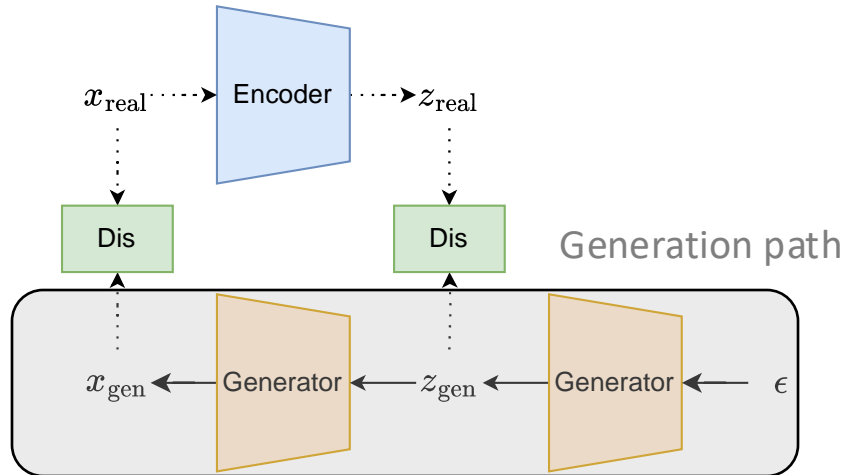 x_real Encoder z_real
Dis Dis
Generation path
x_gen Generator z_gen Generator ϵ